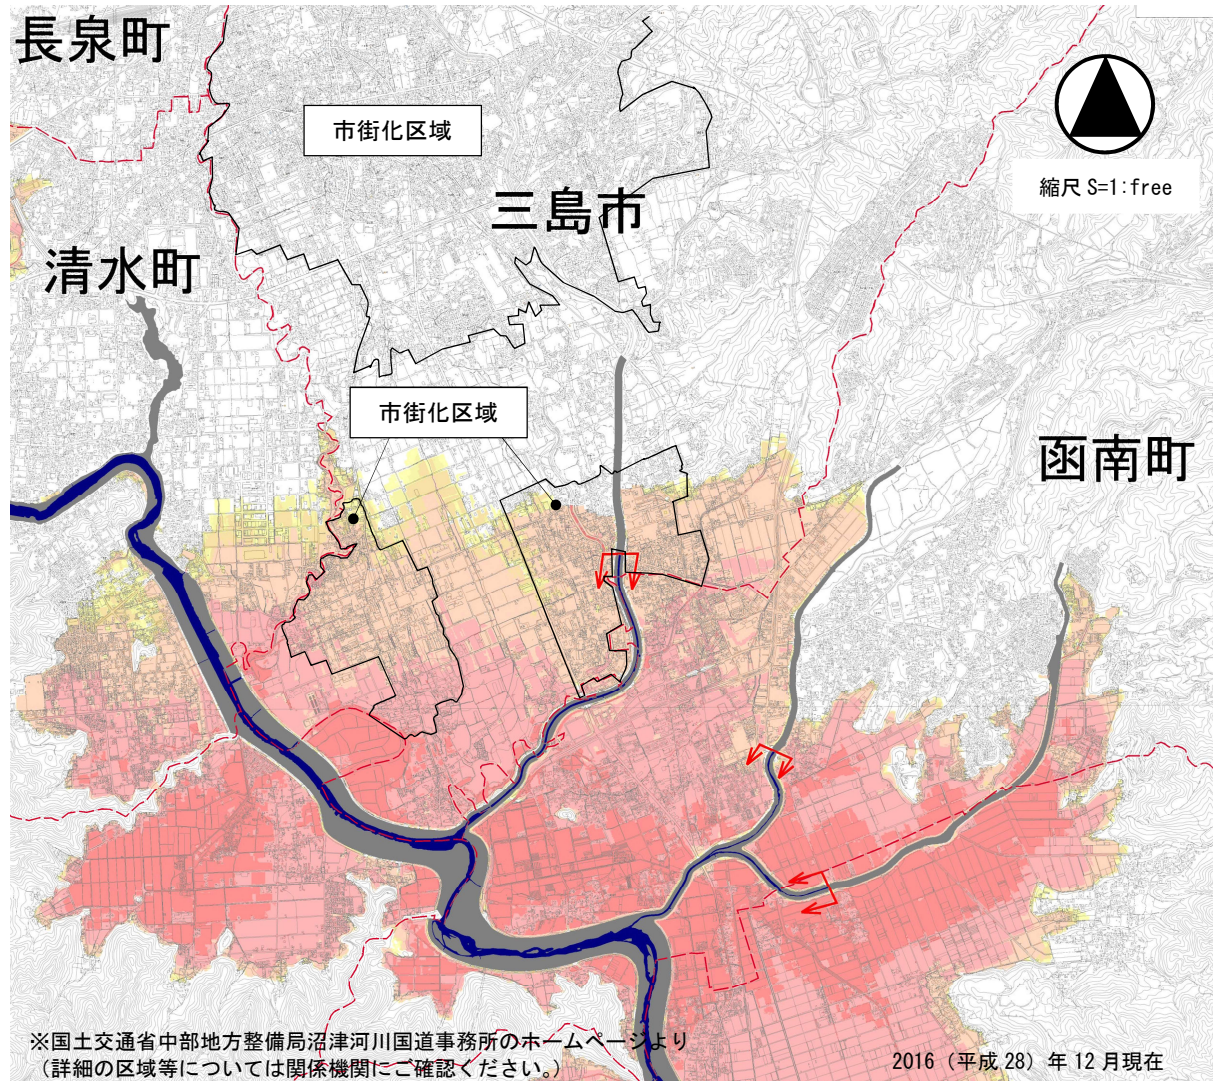 長泉町
市街化区域
縮尺 S=1:free
三島市
清水町
市街化区域
函南町
※国土交通省中部地方整備局沼津河川国道事務所のホームページより
（詳細の区域等については関係機関にご確認ください。）
2016（平成 28）年 12 月現在